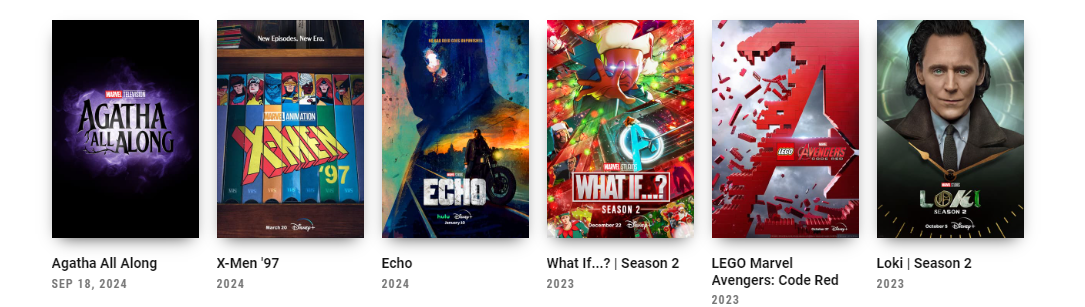 MARVEL TELEVISION
AGATHA
ALL ALONG
Agatha All Along
SEP 18, 2024
New Episodes. New Era.
MARVEL ANIMATION
X-MEN
'97
March 20 Disney+
X-Men '97
2024
ECHO
hulu Disney+
January 10
Echo
2024
MARVEL STUDIOS
WHAT IF...?
SEASON 2
December 22 Disney+
What If...? | Season 2
2023
LEGO MARVEL AVENGERS
CODE RED
LEGO Marvel
Avengers: Code Red
2023
MARVEL STUDIOS
LOKI
SEASON 2
October 5 Disney+
Loki | Season 2
2023